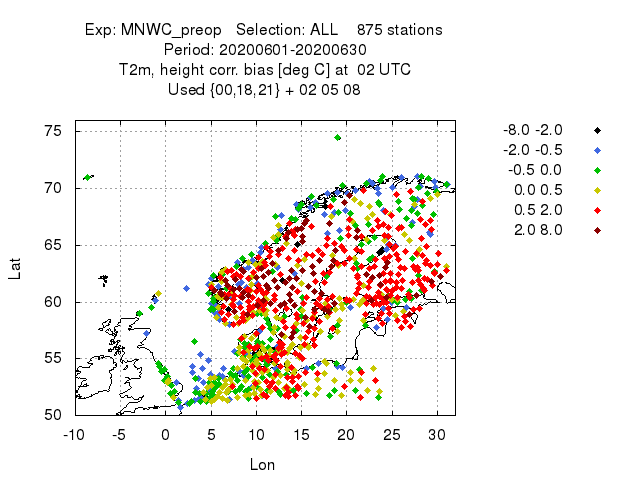 Exp: MNWC_preop   Selection: ALL    875 stations
Period: 20200601-20200630
T2m, height corr. bias [deg C] at  02 UTC
Used {00,18,21} + 02 05 08
75
70
65
60
55
50
Lat
-10 -5 0 5 10 15 20 25 30
Lon
-8.0 -2.0
-2.0 -0.5
-0.5 0.0
0.0 0.5
0.5 2.0
2.0 8.0